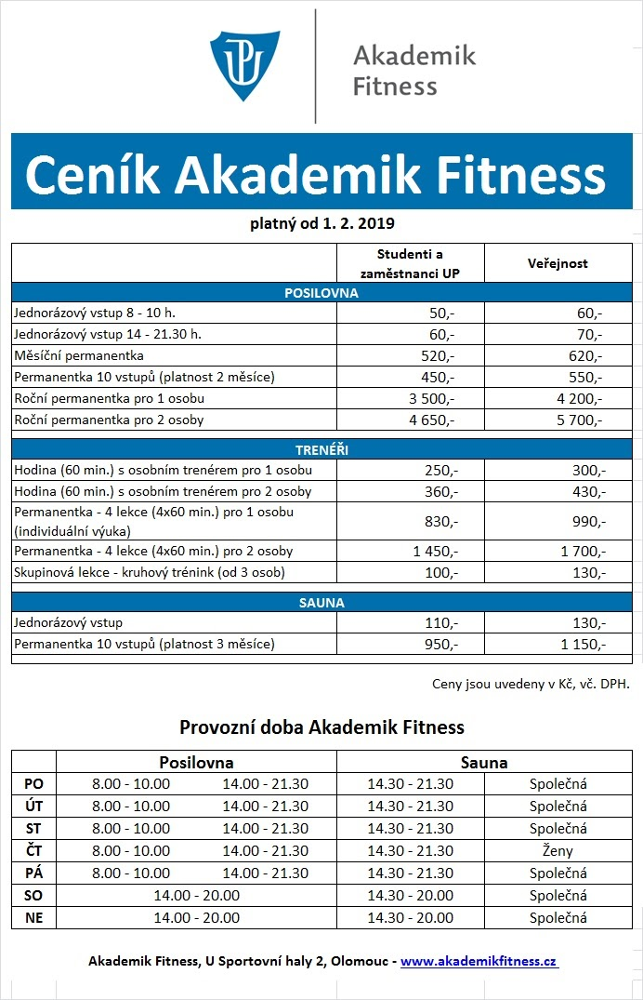 UP
Akademik
Fitness
Ceník Akademik Fitness
platný od 1. 2. 2019
Studenti a
zaměstnanci UP Veřejnost
POSILOVNA
Jednorázový vstup 8 - 10 h. 50,- 60,-
Jednorázový vstup 14 - 21.30 h. 60,- 70,-
Měsíční permanentka 520,- 620,-
Permanentka 10 vstupů (platnost 2 měsíce) 450,- 550,-
Roční permanentka pro 1 osobu 3 500,- 4 200,-
Roční permanentka pro 2 osoby 4 650,- 5 700,-
TRENÉŘI
Hodina (60 min.) s osobním trenérem pro 1 osobu 250,- 300,-
Hodina (60 min.) s osobním trenérem pro 2 osoby 360,- 430,-
Permanentka - 4 lekce (4x60 min.) pro 1 osobu
(individuální výuka) 830,- 990,-
Permanentka - 4 lekce (4x60 min.) pro 2 osoby 1 450,- 1 700,-
Skupinová lekce - kruhový trénink (od 3 osob) 100,- 130,-
SAUNA
Jednorázový vstup 110,- 130,-
Permanentka 10 vstupů (platnost 3 měsíce) 950,- 1 150,-
Ceny jsou uvedeny v Kč, vč. DPH.
Provozní doba Akademik Fitness
Posilovna Sauna
PO 8.00 - 10.00 14.00 - 21.30 14.30 - 21.30 Společná
ÚT 8.00 - 10.00 14.00 - 21.30 14.30 - 21.30 Společná
ST 8.00 - 10.00 14.00 - 21.30 14.30 - 21.30 Společná
ČT 8.00 - 10.00 14.00 - 21.30 14.30 - 21.30 Ženy
PÁ 8.00 - 10.00 14.00 - 21.30 14.30 - 21.30 Společná
SO 14.00 - 20.00 14.30 - 20.00 Společná
NE 14.00 - 20.00 14.30 - 20.00 Společná
Akademik Fitness, U Sportovní haly 2, Olomouc - www.akademikfitness.cz